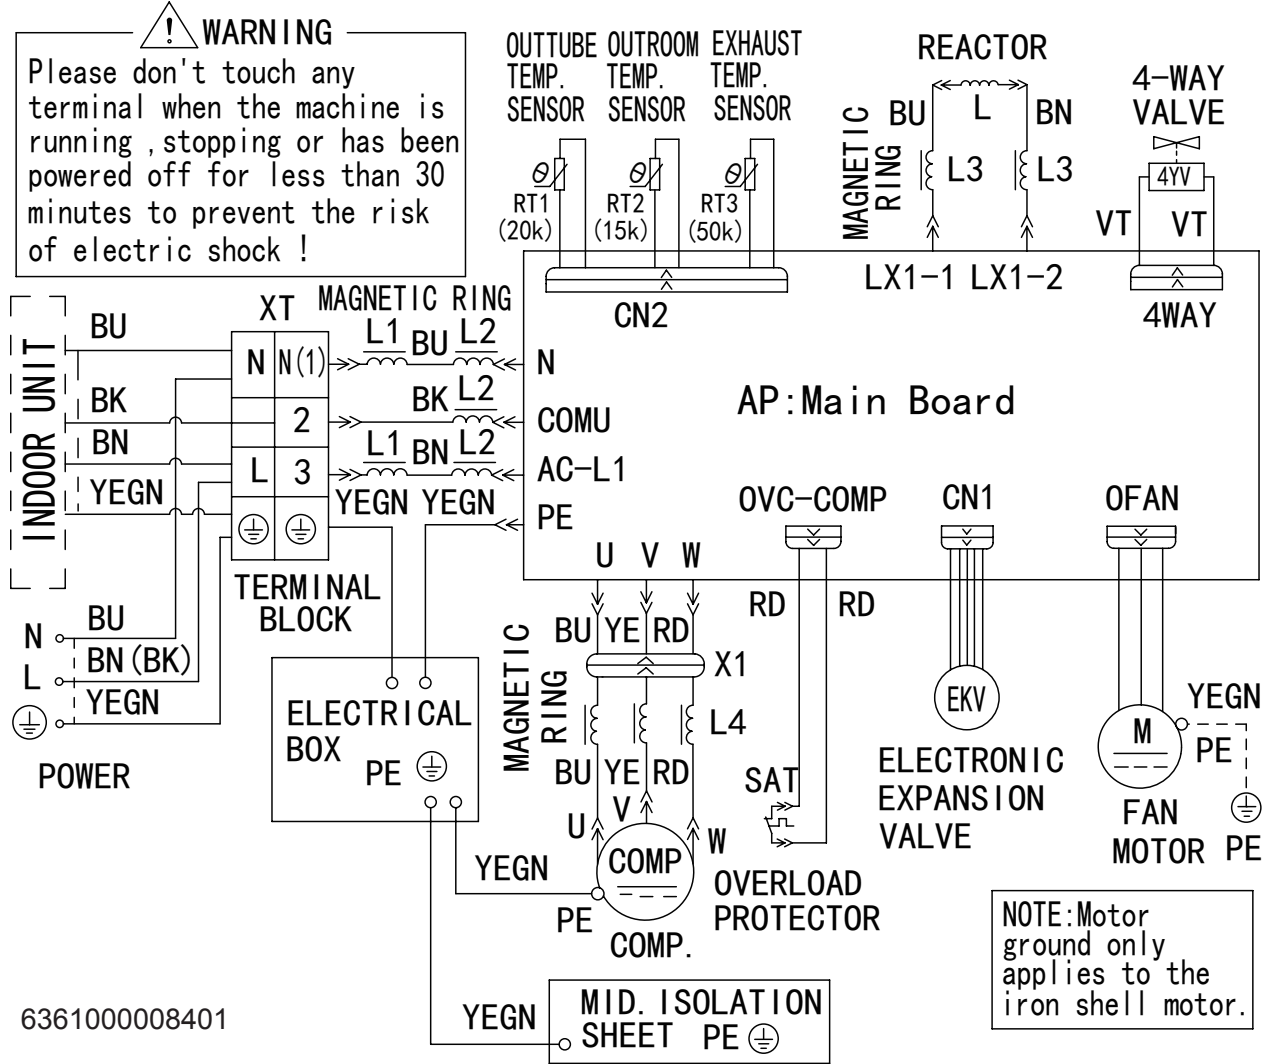 WARNING
Please don't touch any
terminal when the machine is
running ,stopping or has been
powered off for less than 30
minutes to prevent the risk
of electric shock !
OUTTUBE
TEMP.
SENSOR
OUTROOM
TEMP.
SENSOR
EXHAUST
TEMP.
SENSOR
θ
RT1
(20k)
θ
RT2
(15k)
θ
RT3
(50k)
CN2
REACTOR
MAGNETIC
RING
BU
L
BN
L3
L3
LX1-1
LX1-2
4-WAY
VALVE
4YV
VT
VT
4WAY
INDOOR UNIT
BU
BK
BN
YEGN
XT
N
N(1)
2
L
3
TERMINAL
BLOCK
MAGNETIC RING
L1
BU
L2
N
BK
L2
COMU
L1
BN
L2
AC-L1
YEGN
YEGN
PE
AP:Main Board
OVC-COMP
CN1
OFAN
U
V
W
N
BU
L
BN(BK)
YEGN
POWER
ELECTRICAL
BOX
PE
MAGNETIC
RING
BU
YE
RD
X1
L4
BU
YE
RD
U
V
W
COMP
PE
COMP.
YEGN
RD
RD
SAT
OVERLOAD
PROTECTOR
EKV
ELECTRONIC
EXPANSION
VALVE
M
FAN
MOTOR
YEGN
PE
PE
NOTE:Motor
ground only
applies to the
iron shell motor.
YEGN
MID. ISOLATION
SHEET PE
6361000008401